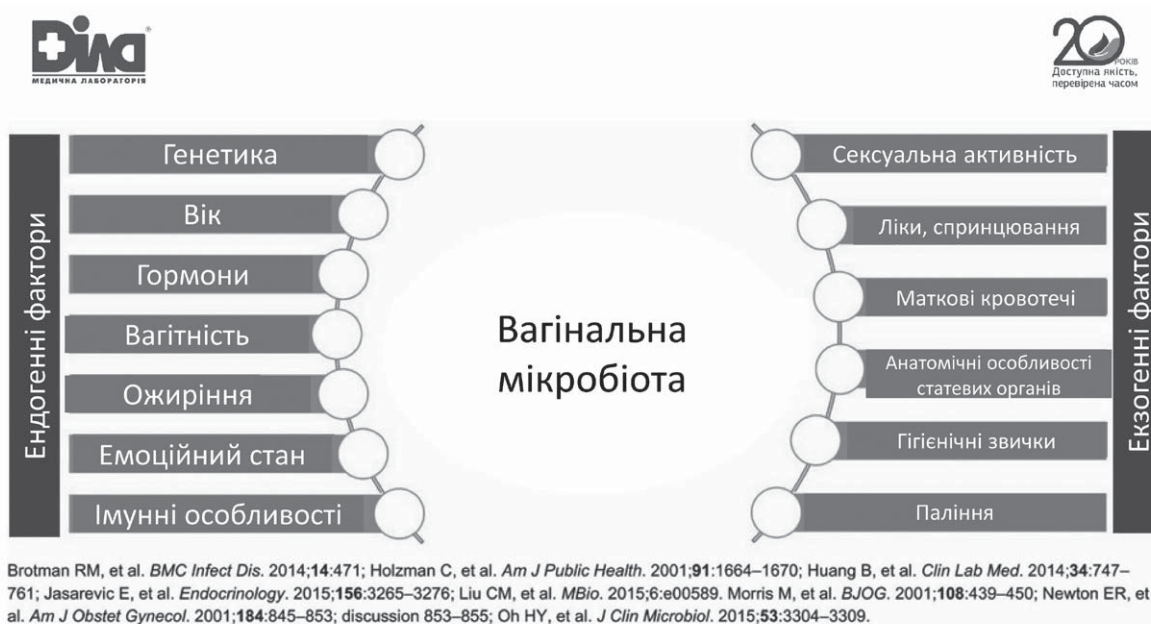 Діла®
МЕДИЧНА ЛАБОРАТОРІЯ
20
РОКІВ
Доступна якість,
перевірена часом
Ендогенні фактори
Генетика
Вік
Гормони
Вагітність
Ожиріння
Емоційний стан
Імунні особливості
Вагінальна
мікробіота
Сексуальна активність
Ліки, спринцювання
Маткові кровотечі
Анатомічні особливості
статевих органів
Гігієнічні звички
Паління
Екзогенні фактори
Brotman RM, et al. BMC Infect Dis. 2014;14:471; Holzman C, et al. Am J Public Health. 2001;91:1664–1670; Huang B, et al. Clin Lab Med. 2014;34:747–
761; Jasarevic E, et al. Endocrinology. 2015;156:3265–3276; Liu CM, et al. MBio. 2015;6:e00589. Morris M, et al. BJOG. 2001;108:439–450; Newton ER, et
al. Am J Obstet Gynecol. 2001;184:845–853; discussion 853–855; Oh HY, et al. J Clin Microbiol. 2015;53:3304–3309.